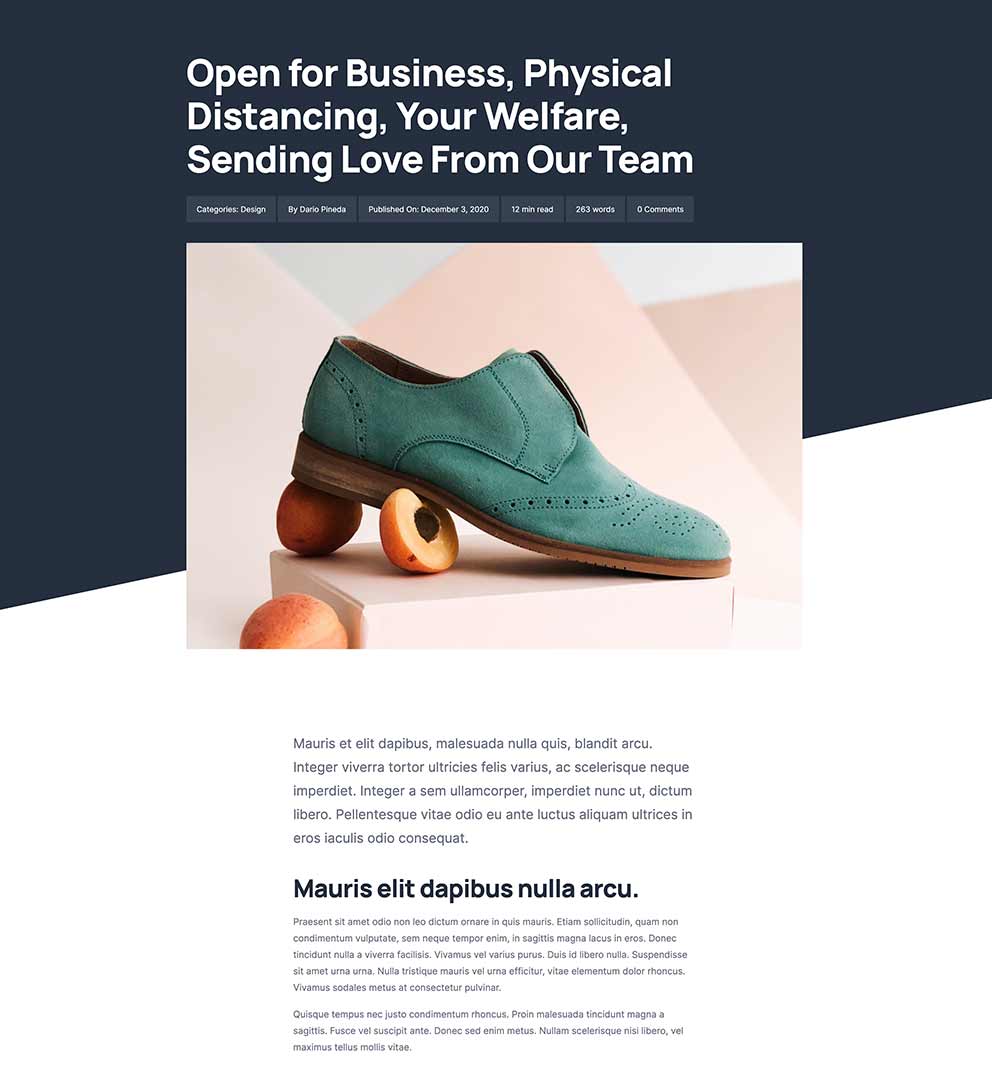 Open for Business, Physical
Distancing, Your Welfare,
Sending Love From Our Team
Categories: Design By Dario Pineda Published On: December 3, 2020 12 min read 263 words 0 Comments
Mauris et elit dapibus, malesuada nulla quis, blandit arcu.
Integer viverra tortor ultricies felis varius, ac scelerisque neque
imperdiet. Integer a sem ullamcorper, imperdiet nunc ut, dictum
libero. Pellentesque vitae odio eu ante luctus aliquam ultrices in
eros iaculis odio consequat.
Mauris elit dapibus nulla arcu.
Praesent sit amet odio non leo dictum ornare in quis mauris. Etiam sollicitudin, quam non
condimentum vulputate, sem neque tempor enim, in sagittis magna lacus in eros. Donec
tincidunt nulla a viverra facilisis. Vivamus vel varius purus. Duis id libero nulla. Suspendisse
sit amet urna urna. Nulla tristique mauris vel urna efficitur, vitae elementum dolor rhoncus.
Vivamus sodales metus at consectetur pulvinar.
Quisque tempus nec justo condimentum rhoncus. Proin malesuada tincidunt magna a
sagittis. Fusce vel suscipit ante. Donec sed enim metus. Nullam scelerisque nisi libero, vel
maximus tellus mollis vitae.